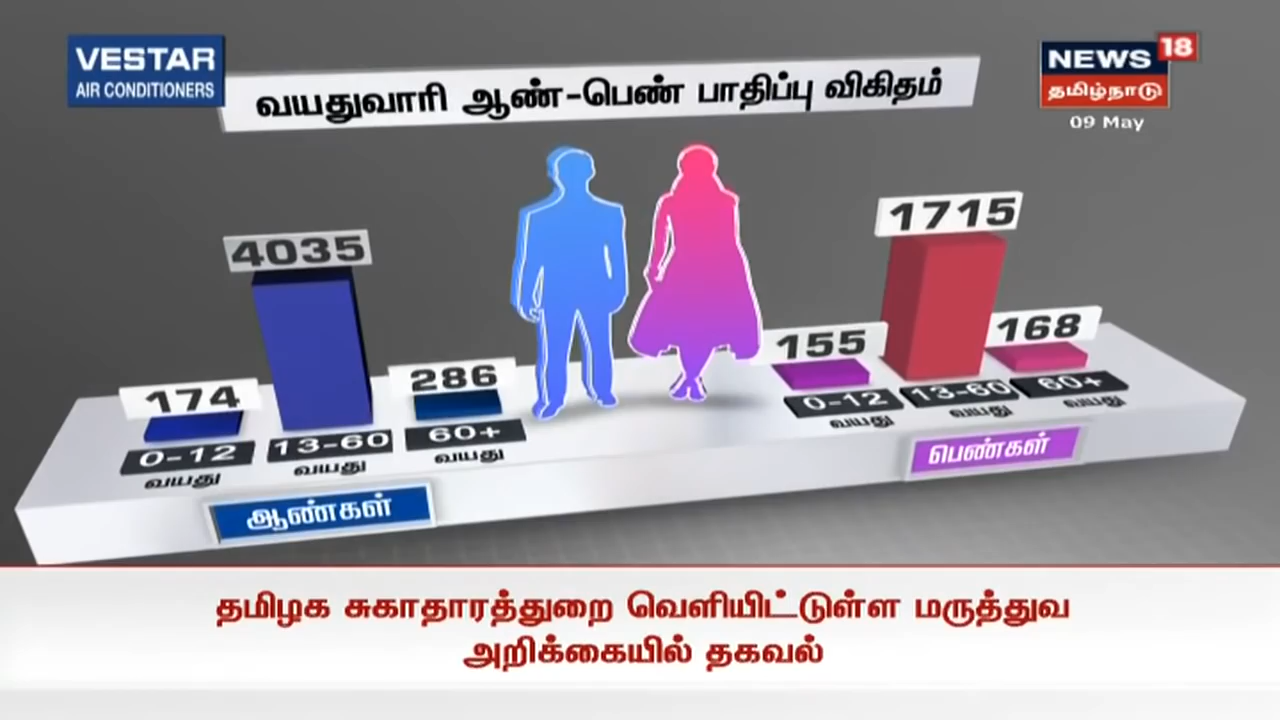 VESTAR
AIR CONDITIONERS
NEWS 18
தமிழ்நாடு
09 May
வயதுவாரி ஆண்-பெண் பாதிப்பு விகிதம்
174
4035
286
0-12
வயது
13-60
வயது
60+
வயது
ஆண்கள்
155
1715
168
0-12
வயது
13-60
வயது
60+
வயது
பெண்கள்
தமிழக சுகாதாரத்துறை வெளியிட்டுள்ள மருத்துவ
அறிக்கையில் தகவல்